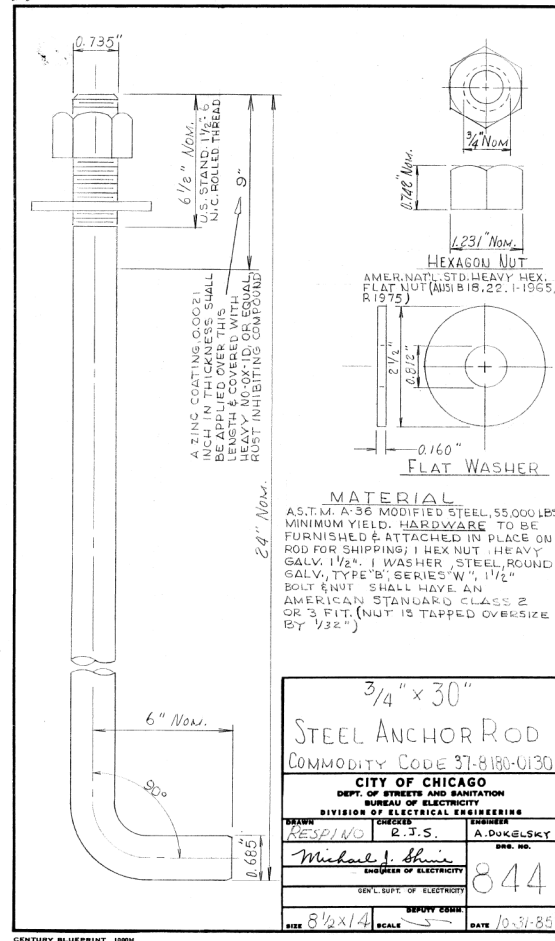 0.735"
6 1/2" NOM.
U.S. STAND. 1 1/2"-6
N.C. ROLLED THREAD
9"
A ZINC COATING, 0.0021
INCH IN THICKNESS SHALL
BE APPLIED OVER THIS
LENGTH & COVERED WITH
HEAVY NO-OX-ID, OR EQUAL,
RUST INHIBITING COMPOUND
24" NOM.
6" NOM.
90°
0.685"
3/4" NOM
0.748 NOM.
1.231" NOM.
HEXAGON NUT
AMER. NAT'L. STD. HEAVY HEX.
FLAT NUT (ANSI B18.22.1-1965,
R1975)
2 1/2"
0.812"
0.160"
FLAT WASHER
MATERIAL
A.S.T.M. A-36 MODIFIED STEEL, 55,000 LBS
MINIMUM YIELD. HARDWARE TO BE
FURNISHED & ATTACHED IN PLACE ON
ROD FOR SHIPPING; 1 HEX NUT, HEAVY
GALV. 1 1/2". 1 WASHER, STEEL, ROUND
GALV., TYPE "B", SERIES "W", 1 1/2"
BOLT & NUT SHALL HAVE AN
AMERICAN STANDARD CLASS 2
OR 3 FIT. (NUT IS TAPPED OVERSIZE
BY 1/32")
3/4" x 30"
STEEL ANCHOR ROD
COMMODITY CODE 37-8180-0130
CITY OF CHICAGO
DEPT. OF STREETS AND SANITATION
BUREAU OF ELECTRICITY
DIVISION OF ELECTRICAL ENGINEERING
DRAWN RESPINO CHECKED R.J.S. ENGINEER A. DUKELSKY
Michael J. Shine
ENGINEER OF ELECTRICITY
DRG. NO.
844
GEN'L. SUPT. OF ELECTRICITY
DEPUTY COMM.
SIZE 8 1/2 x 14 SCALE DATE 10-31-85
CENTURY BLUEPRINT 1000H